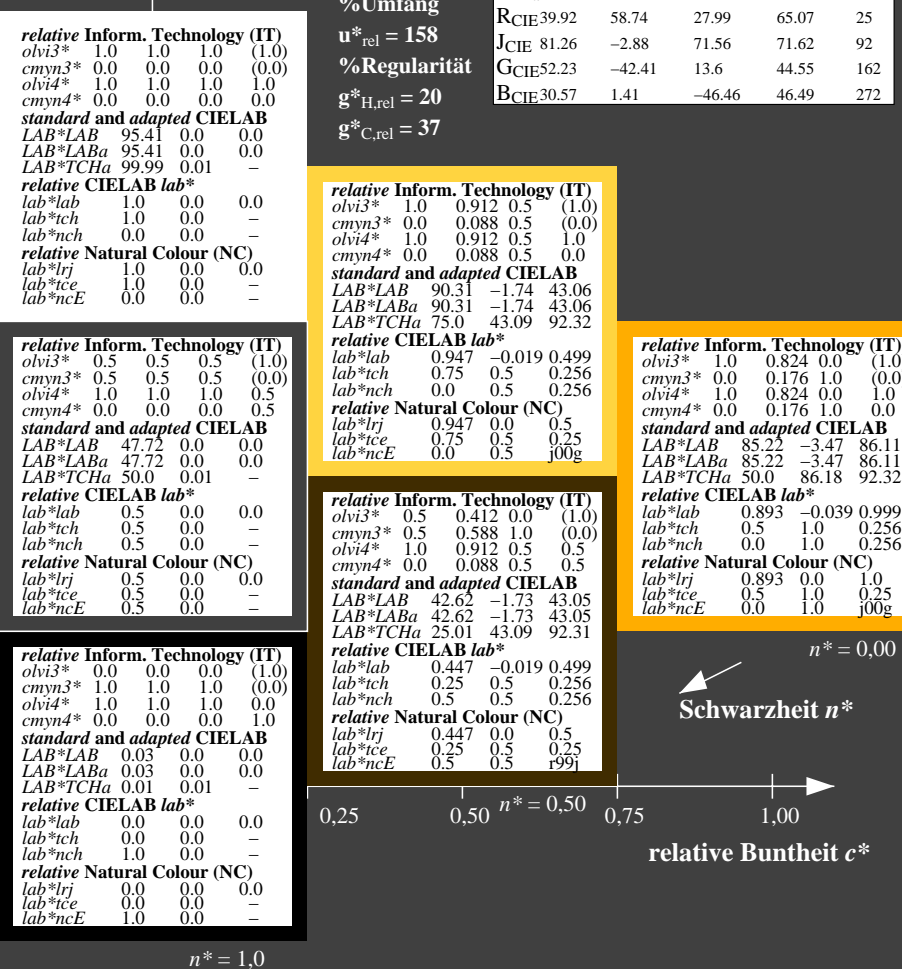 %Umfang
u*rel = 158
%Regularität
g*H,rel = 20
g*C,rel = 37
RCIE 39.92 58.74 27.99 65.07 25
JCIE 81.26 –2.88 71.56 71.62 92
GCIE 52.23 –42.41 13.6 44.55 162
BCIE 30.57 1.41 –46.46 46.49 272
relative Inform. Technology (IT)
olvi3* 1.0 1.0 1.0 (1.0)
cmyn3* 0.0 0.0 0.0 (0.0)
olvi4* 1.0 1.0 1.0 1.0
cmyn4* 0.0 0.0 0.0 0.0
standard and adapted CIELAB
LAB*LAB 95.41 0.0 0.0
LAB*LABa 95.41 0.0 0.0
LAB*TCHa 99.99 0.01 –
relative CIELAB lab*
lab*lab 1.0 0.0 0.0
lab*tch 1.0 0.0 –
lab*nch 0.0 0.0 –
relative Natural Colour (NC)
lab*lrj 1.0 0.0 0.0
lab*tce 1.0 0.0 –
lab*ncE 0.0 0.0 –
relative Inform. Technology (IT)
olvi3* 1.0 0.912 0.5 (1.0)
cmyn3* 0.0 0.088 0.5 (0.0)
olvi4* 1.0 0.912 0.5 1.0
cmyn4* 0.0 0.088 0.5 0.0
standard and adapted CIELAB
LAB*LAB 90.31 –1.74 43.06
LAB*LABa 90.31 –1.74 43.06
LAB*TCHa 75.0 43.09 92.32
relative CIELAB lab*
lab*lab 0.947 –0.019 0.499
lab*tch 0.75 0.5 0.256
lab*nch 0.0 0.5 0.256
relative Natural Colour (NC)
lab*lrj 0.947 0.0 0.5
lab*tce 0.75 0.5 0.25
lab*ncE 0.0 0.5 j00g
relative Inform. Technology (IT)
olvi3* 0.5 0.5 0.5 (1.0)
cmyn3* 0.5 0.5 0.5 (0.0)
olvi4* 1.0 1.0 1.0 0.5
cmyn4* 0.0 0.0 0.0 0.5
standard and adapted CIELAB
LAB*LAB 47.72 0.0 0.0
LAB*LABa 47.72 0.0 0.0
LAB*TCHa 50.0 0.01 –
relative CIELAB lab*
lab*lab 0.5 0.0 0.0
lab*tch 0.5 0.0 –
lab*nch 0.5 0.0 –
relative Natural Colour (NC)
lab*lrj 0.5 0.0 0.0
lab*tce 0.5 0.0 –
lab*ncE 0.5 0.0 –
relative Inform. Technology (IT)
olvi3* 1.0 0.824 0.0 (1.0
cmyn3* 0.0 0.176 1.0 (0.0
olvi4* 1.0 0.824 0.0 1.0
cmyn4* 0.0 0.176 1.0 0.0
standard and adapted CIELAB
LAB*LAB 85.22 –3.47 86.11
LAB*LABa 85.22 –3.47 86.11
LAB*TCHa 50.0 86.18 92.32
relative CIELAB lab*
lab*lab 0.893 –0.039 0.999
lab*tch 0.5 1.0 0.256
lab*nch 0.0 1.0 0.256
relative Natural Colour (NC)
lab*lrj 0.893 0.0 1.0
lab*tce 0.5 1.0 0.25
lab*ncE 0.0 1.0 j00g
relative Inform. Technology (IT)
olvi3* 0.5 0.412 0.0 (1.0)
cmyn3* 0.5 0.588 1.0 (0.0)
olvi4* 1.0 0.912 0.5 0.5
cmyn4* 0.0 0.088 0.5 0.5
standard and adapted CIELAB
LAB*LAB 42.62 –1.73 43.05
LAB*LABa 42.62 –1.73 43.05
LAB*TCHa 25.01 43.09 92.31
relative CIELAB lab*
lab*lab 0.447 –0.019 0.499
lab*tch 0.25 0.5 0.256
lab*nch 0.5 0.5 0.256
relative Natural Colour (NC)
lab*lrj 0.447 0.0 0.5
lab*tce 0.25 0.5 0.25
lab*ncE 0.5 0.5 r99j
n* = 0,00
Schwarzheit n*
relative Inform. Technology (IT)
olvi3* 0.0 0.0 0.0 (1.0)
cmyn3* 1.0 1.0 1.0 (0.0)
olvi4* 1.0 1.0 1.0 0.0
cmyn4* 0.0 0.0 0.0 1.0
standard and adapted CIELAB
LAB*LAB 0.03 0.0 0.0
LAB*LABa 0.03 0.0 0.0
LAB*TCHa 0.01 0.01 –
relative CIELAB lab*
lab*lab 0.0 0.0 0.0
lab*tch 0.0 0.0 –
lab*nch 1.0 0.0 –
relative Natural Colour (NC)
lab*lrj 0.0 0.0 0.0
lab*tce 0.0 0.0 –
lab*ncE 1.0 0.0 –
0,25 0,50 n* = 0,50 0,75 1,00
relative Buntheit c*
n* = 1,0